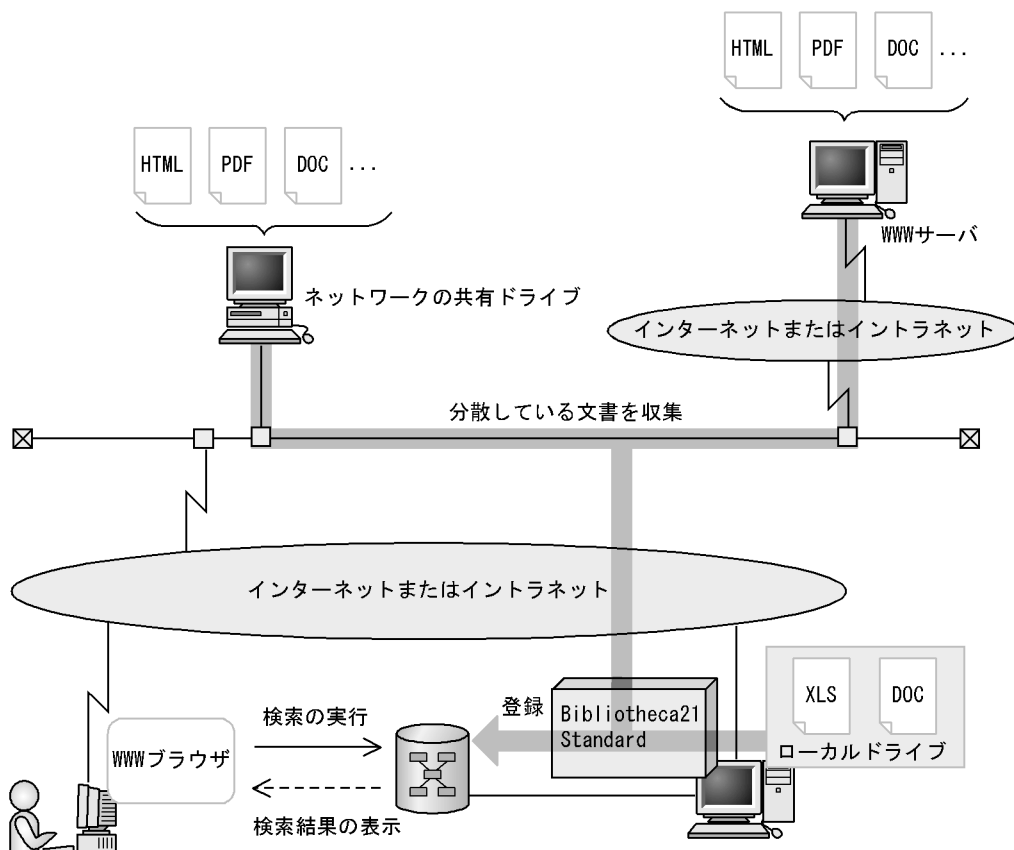 HTML PDF DOC ...
WWWサーバ
HTML PDF DOC ...
ネットワークの共有ドライブ
インターネットまたはイントラネット
分散している文書を収集
インターネットまたはイントラネット
XLS DOC
ローカルドライブ
登録
Bibliotheca21
Standard
検索の実行
WWWブラウザ
検索結果の表示